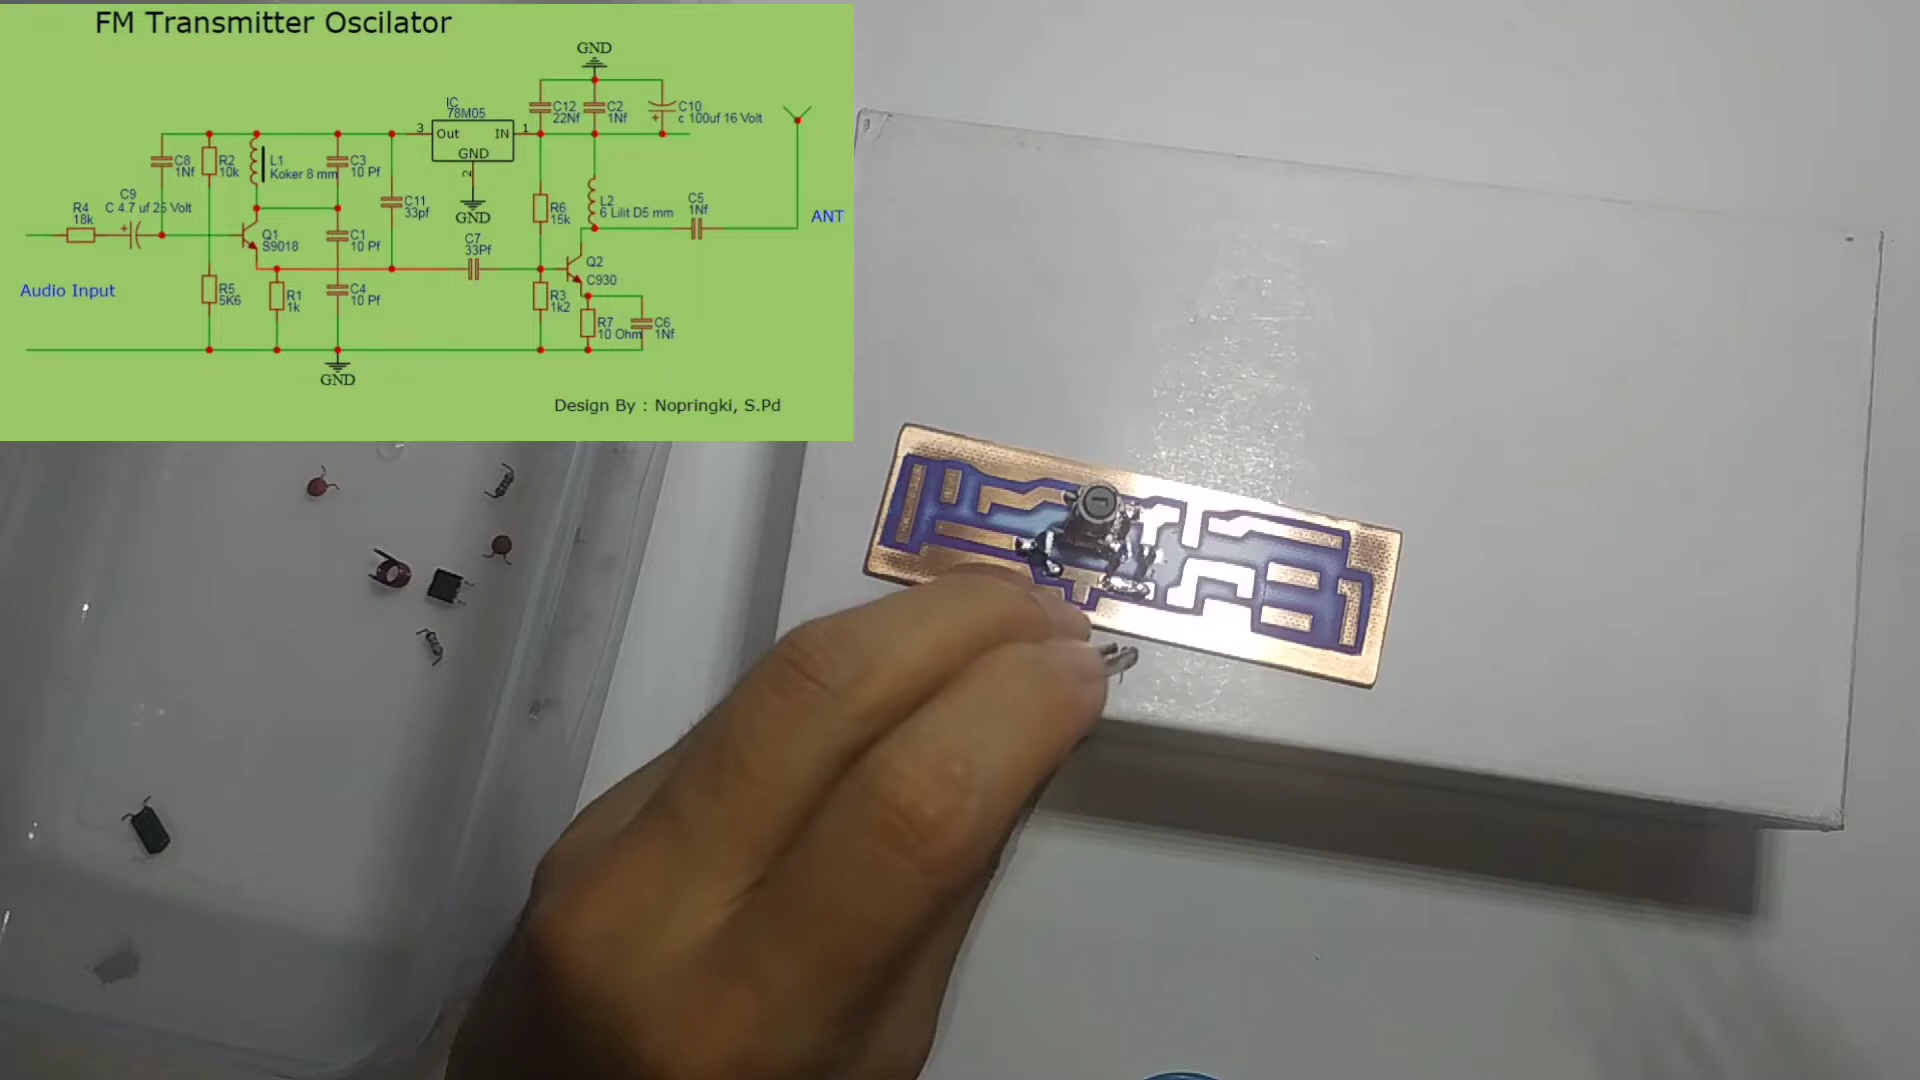 FM Transmitter Oscilator
GND
IC
78M05
C12
22Nf
C2
1Nf
C10
c 100uf 16 Volt
3
Out
IN
1
GND
2
GND
C8
1Nf
R2
10k
L1
Koker 8 mm
C3
10 Pf
C11
33pf
R6
15k
L2
6 Lilit D5 mm
C5
1Nf
ANT
C9
C 4.7 uf 25 Volt
R4
18k
+
Q1
S9018
C1
10 Pf
C7
33Pf
Q2
C930
Audio Input
R5
5K6
R1
1k
C4
10 Pf
R3
1k2
R7
10 Ohm
C6
1Nf
+
GND
Design By : Nopringki, S.Pd